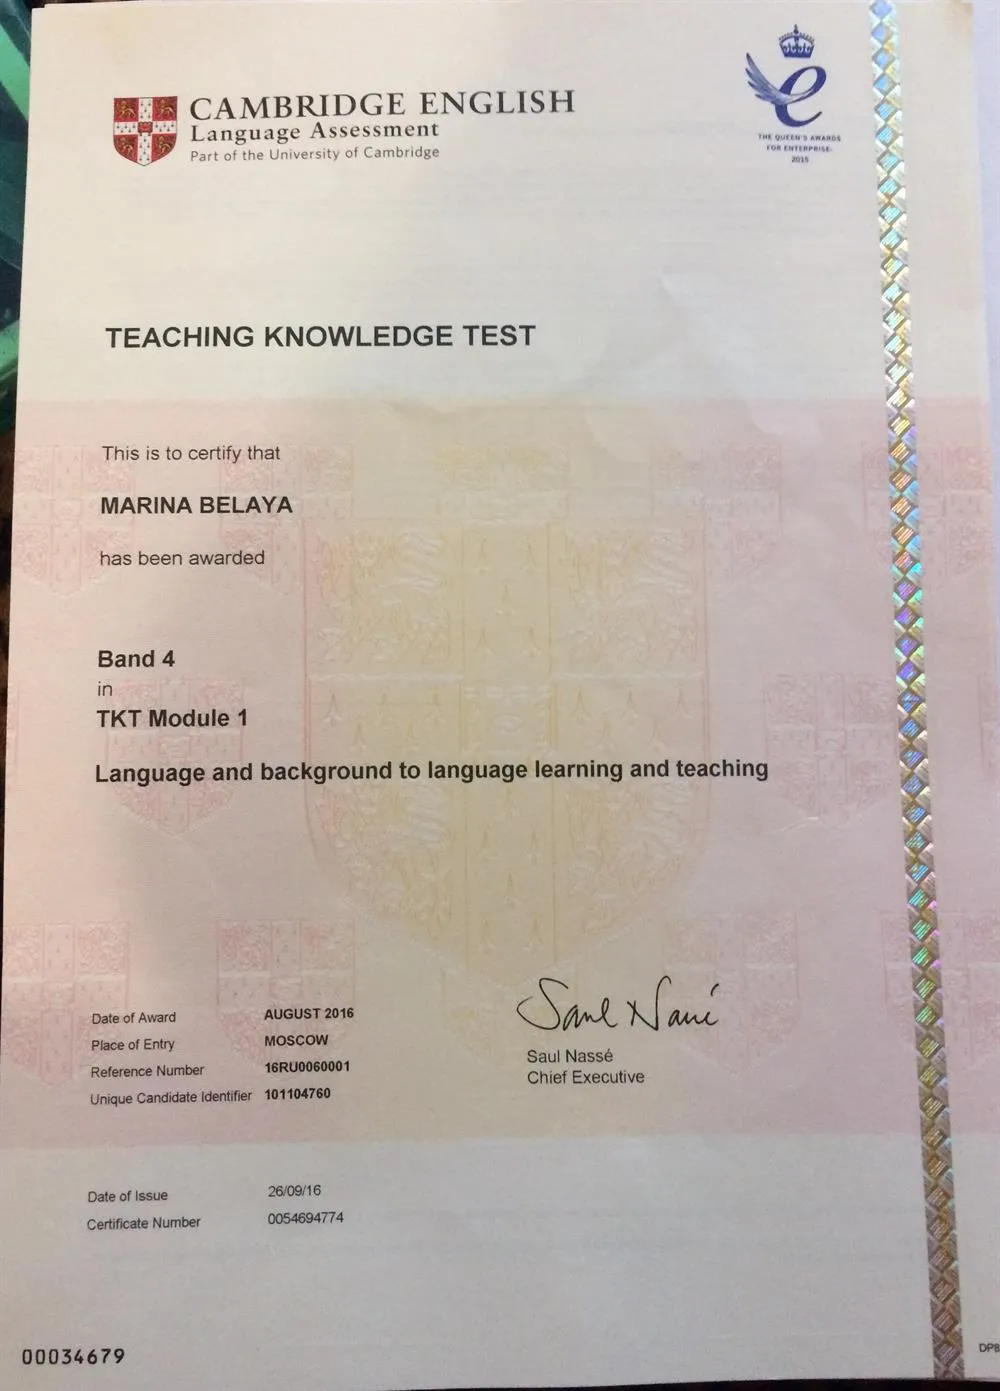 CAMBRIDGE ENGLISH
Language Assessment
Part of the University of Cambridge
THE QUEEN'S AWARDS
FOR ENTERPRISE:
2015
TEACHING KNOWLEDGE TEST
This is to certify that
MARINA BELAYA
has been awarded
Band 4
in
TKT Module 1
Language and background to language learning and teaching
Date of Award AUGUST 2016
Place of Entry MOSCOW
Reference Number 16RU0060001
Unique Candidate Identifier 101104760
Saul Nassé
Saul Nassé
Chief Executive
Date of Issue 26/09/16
Certificate Number 0054694774
00034679